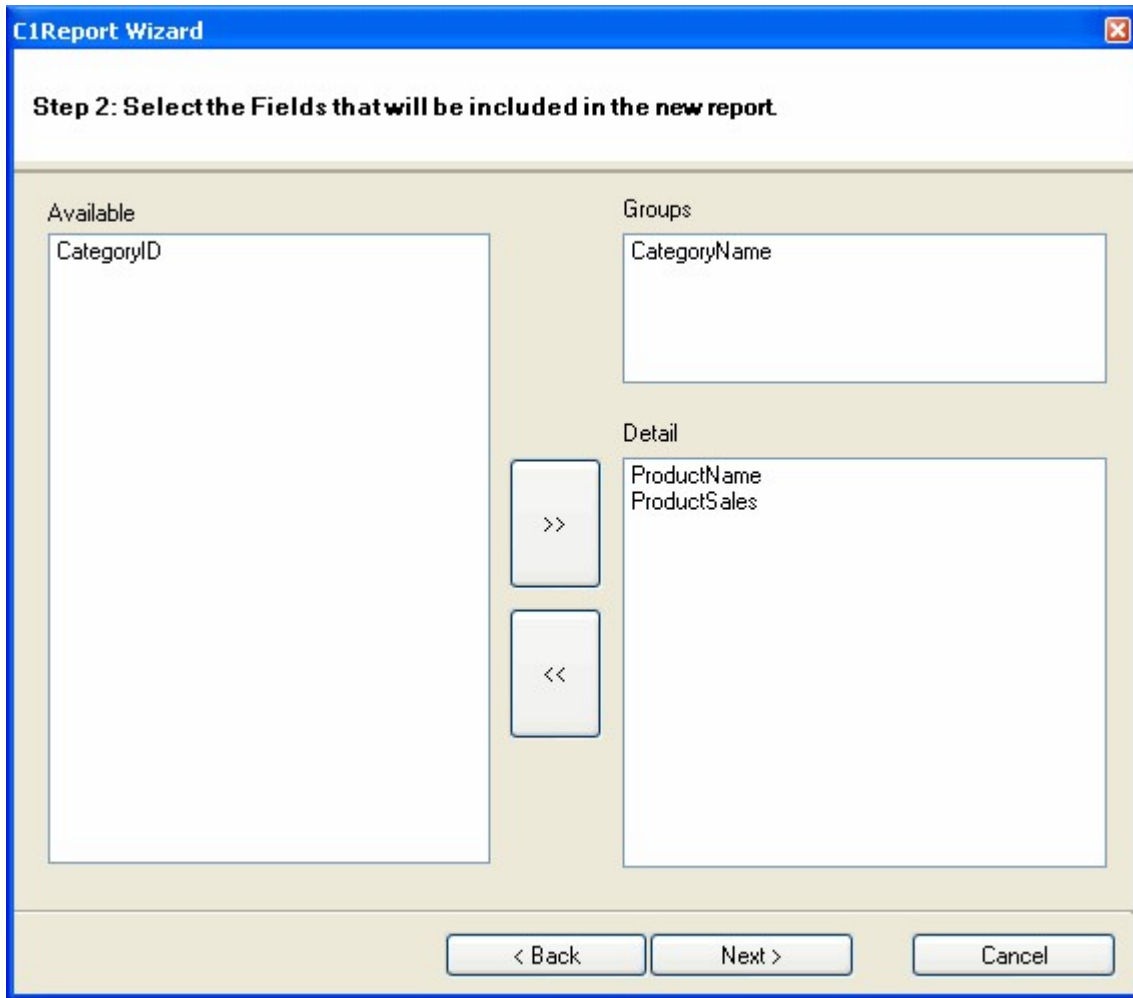 C1Report Wizard
Step 2: Select the Fields that will be included in the new report.
Available
CategoryID
Groups
CategoryName
Detail
ProductName
ProductSales
>>
<<
< Back
Next >
Cancel